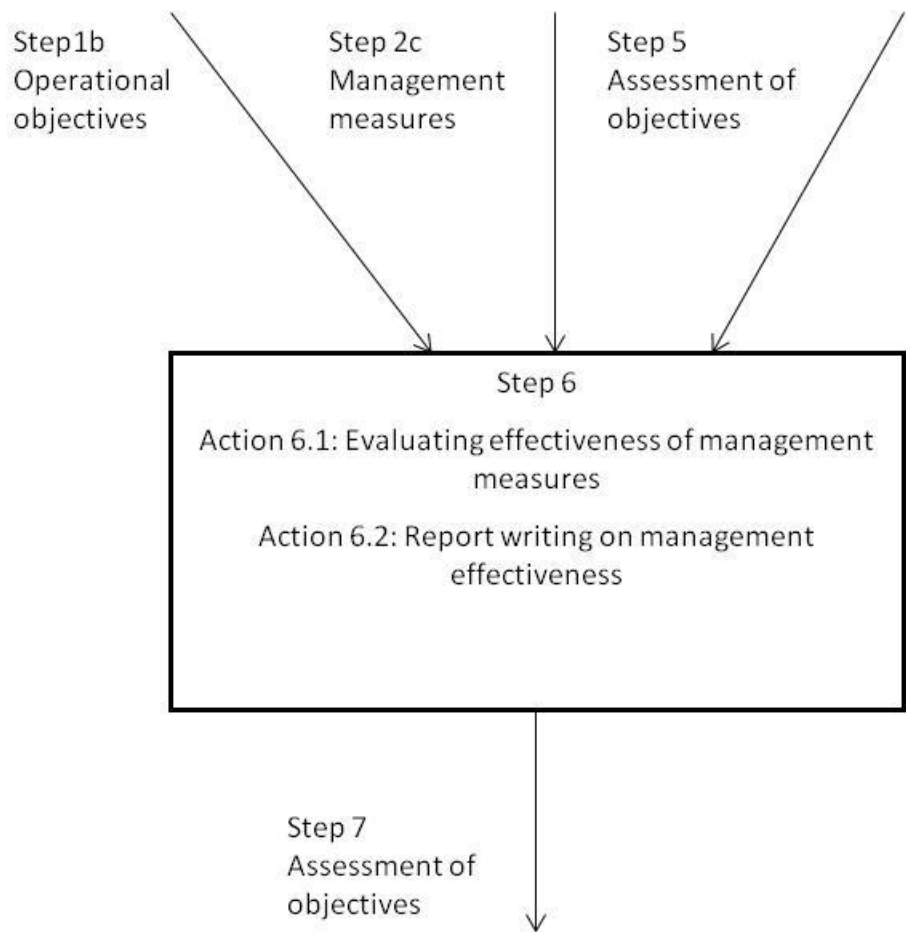 Step1b
Operational
objectives
Step 2c
Management
measures
Step 5
Assessment of
objectives
Step 6
Action 6.1: Evaluating effectiveness of management
measures
Action 6.2: Report writing on management
effectiveness
Step 7
Assessment of
objectives